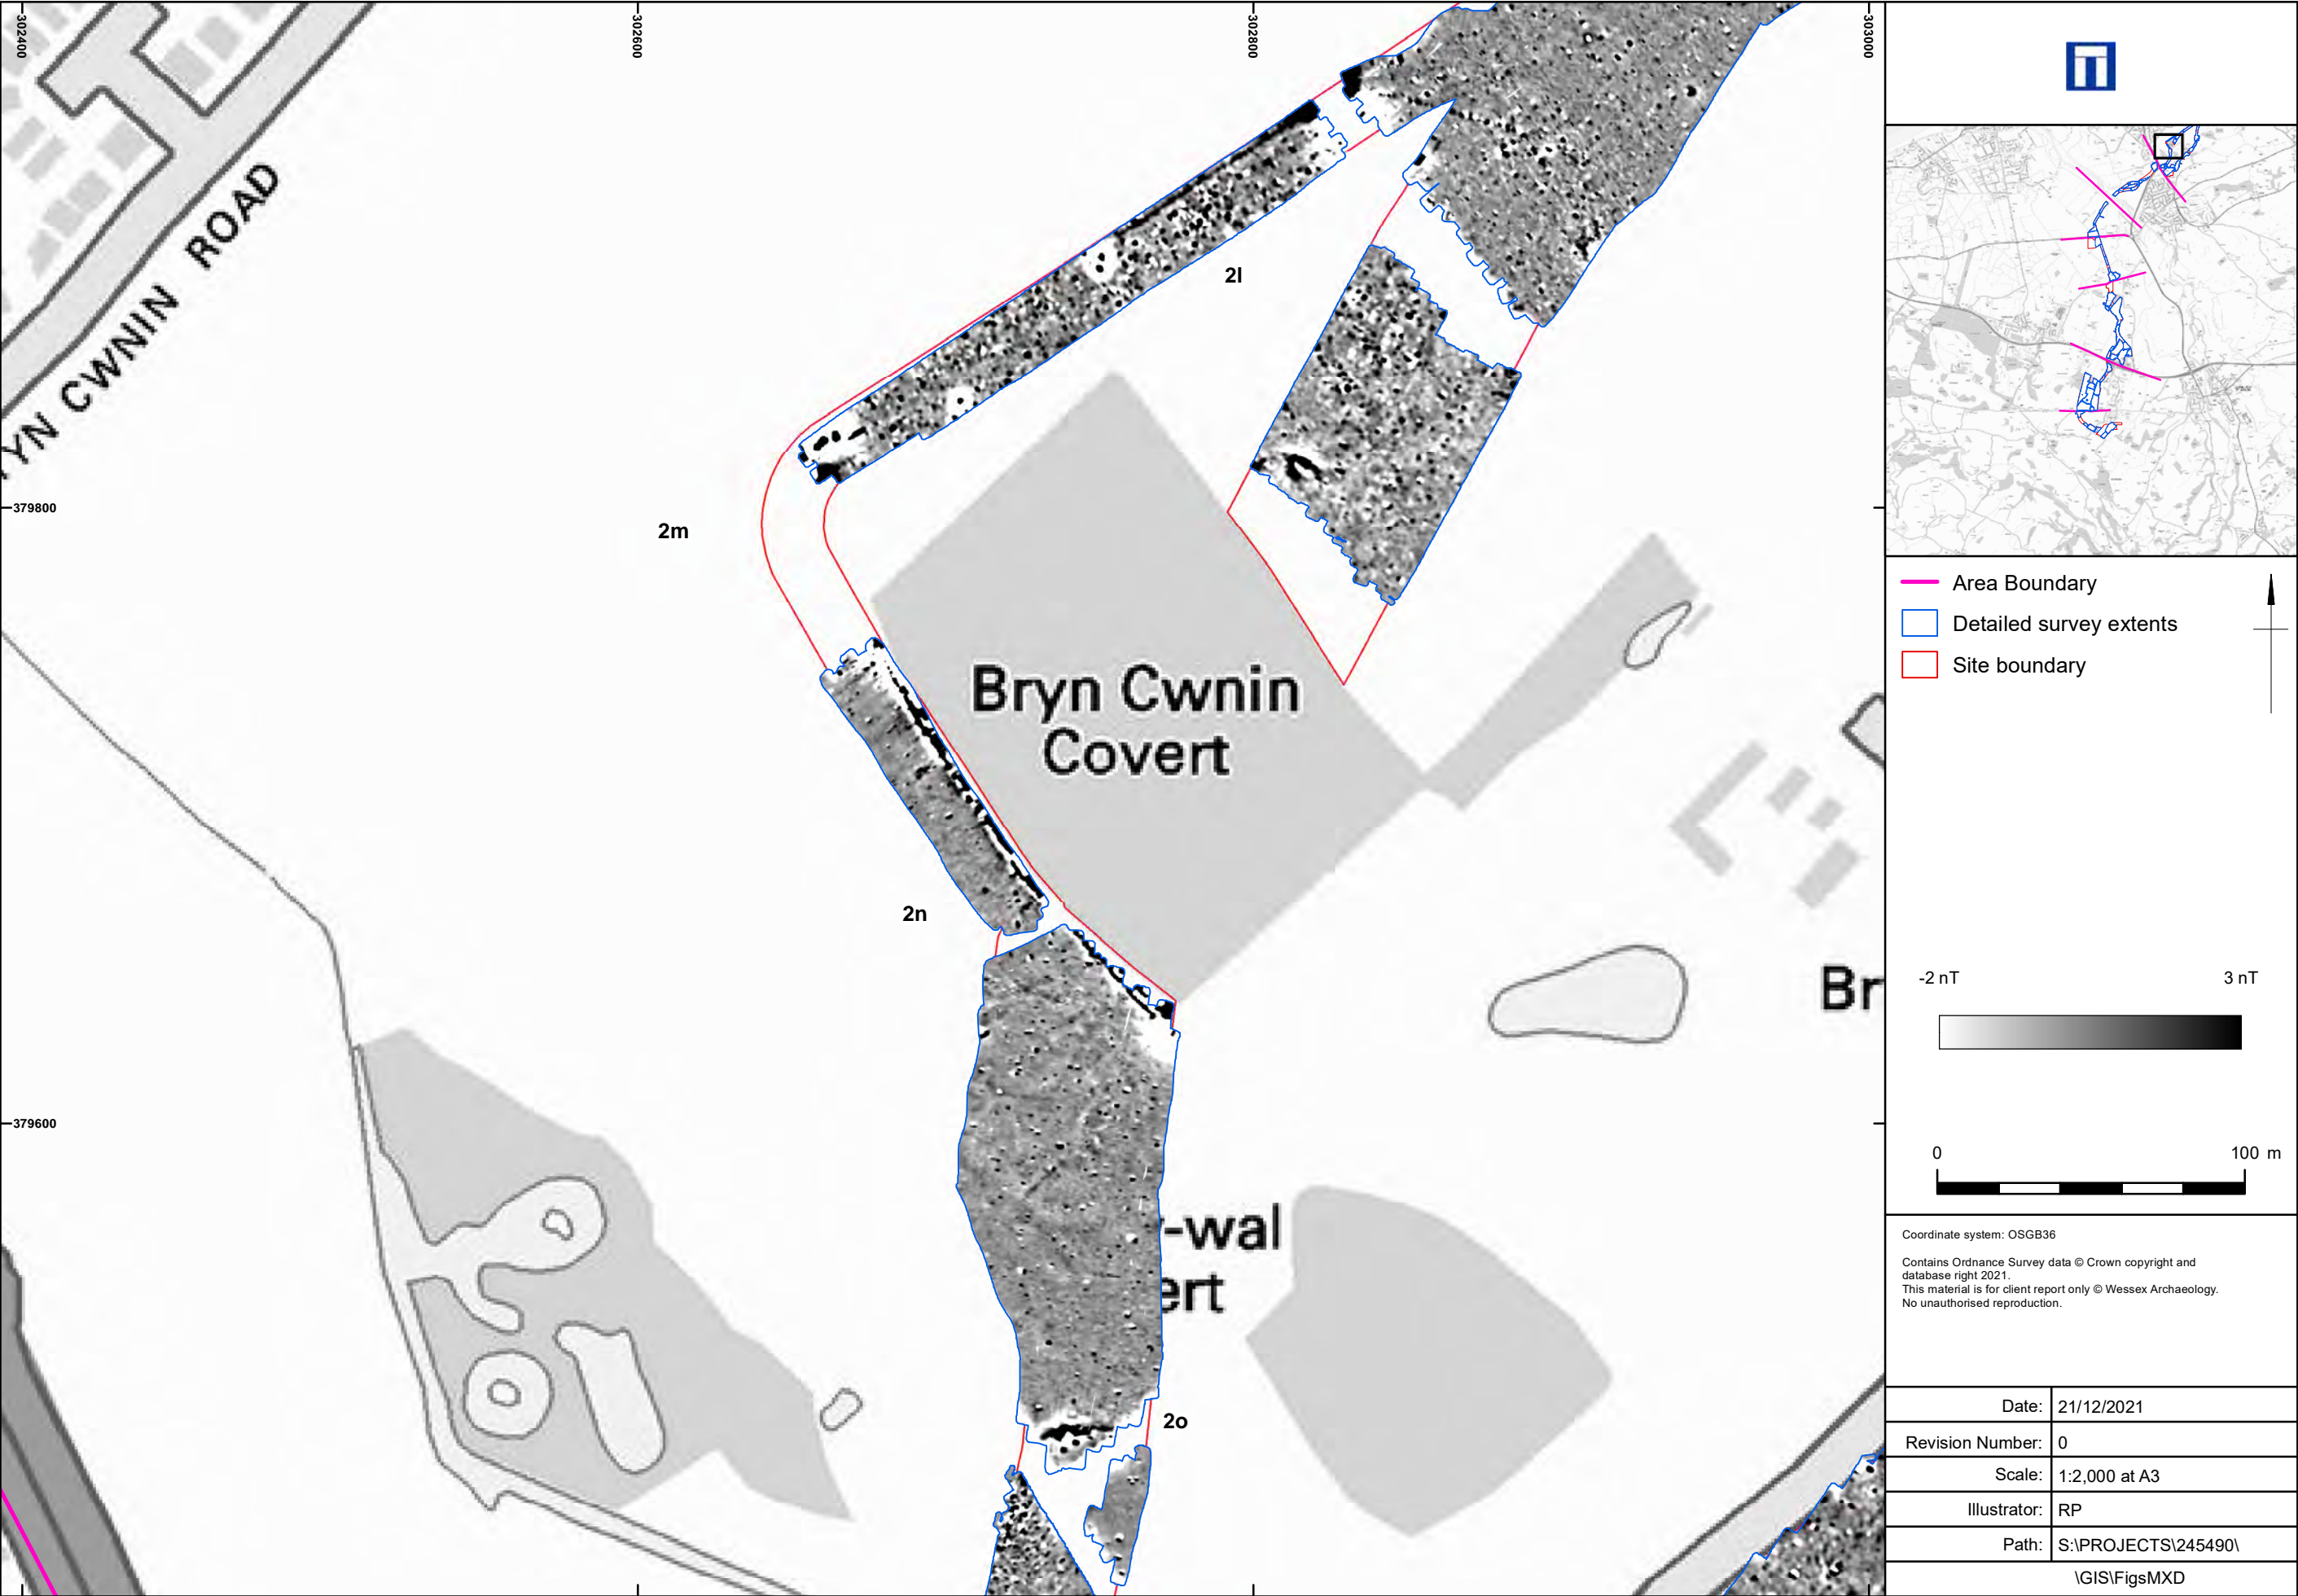 302400
302600
302800
303000
YN CWNIN ROAD
2l
379800
2m
Bryn Cwnin
Covert
2n
Br
379600
-wal
ert
2o
Area Boundary
Detailed survey extents
Site boundary
-2 nT
3 nT
0
100 m
Coordinate system: OSGB36
Contains Ordnance Survey data © Crown copyright and
database right 2021.
This material is for client report only © Wessex Archaeology.
No unauthorised reproduction.
Date: 21/12/2021
Revision Number: 0
Scale: 1:2,000 at A3
Illustrator: RP
Path: S:\PROJECTS\245490\
\GIS\FigsMXD